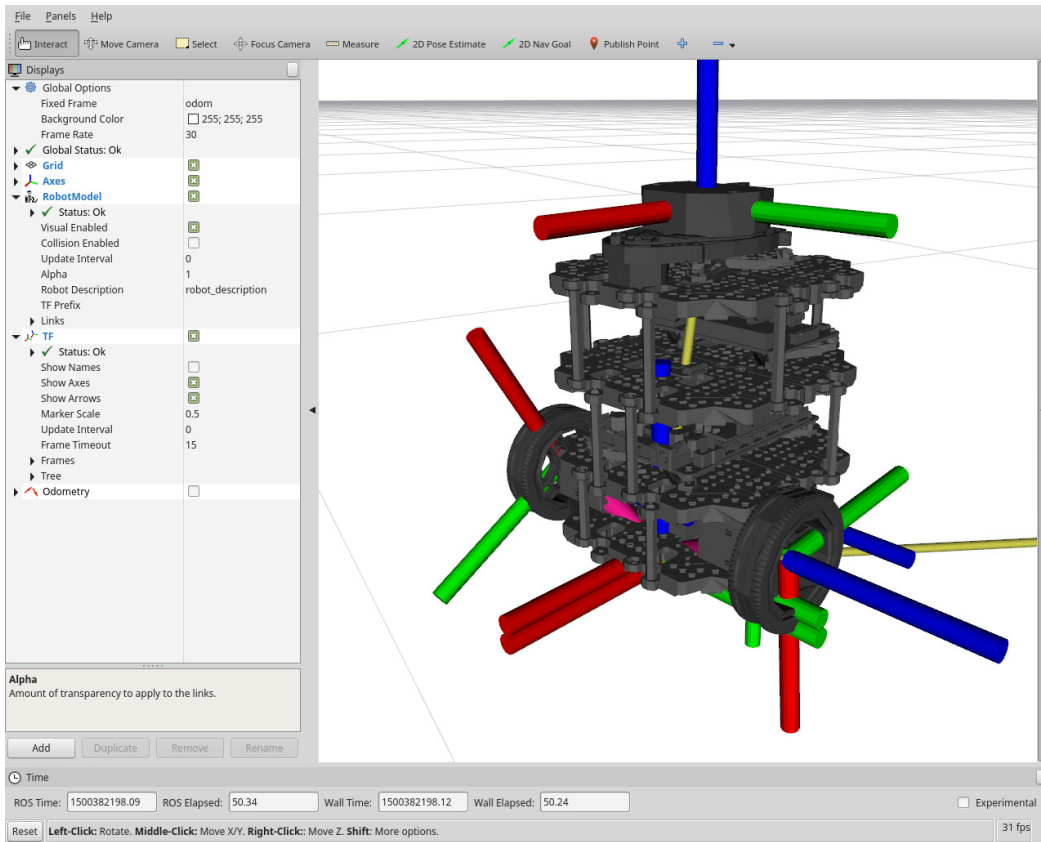 File Panels Help
Interact Move Camera Select Focus Camera Measure 2D Pose Estimate 2D Nav Goal Publish Point
Displays
Global Options
Fixed Frame odom
Background Color 255; 255; 255
Frame Rate 30
Global Status: Ok
Grid
Axes
RobotModel
Status: Ok
Visual Enabled
Collision Enabled
Update Interval 0
Alpha 1
Robot Description robot_description
TF Prefix
Links
TF
Status: Ok
Show Names
Show Axes
Show Arrows
Marker Scale 0.5
Update Interval 0
Frame Timeout 15
Frames
Tree
Odometry
Alpha
Amount of transparency to apply to the links.
Add Duplicate Remove Rename
Time
ROS Time: 1500382198.09 ROS Elapsed: 50.34 Wall Time: 1500382198.12 Wall Elapsed: 50.24 Experimental
Reset Left-Click: Rotate. Middle-Click: Move X/Y. Right-Click:: Move Z. Shift: More options. 31 fps